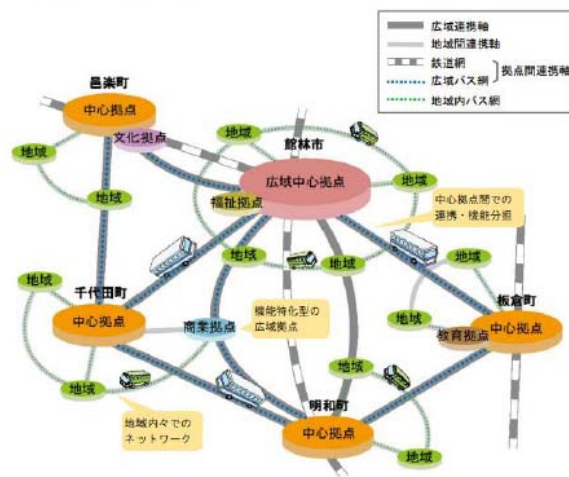 広域連携軸
地域間連携軸
鉄道網
広域バス網
地域内バス網
拠点間連携軸
邑楽町
中心拠点
文化拠点
地域
地域
地域
館林市
広域中心拠点
福祉拠点
地域
地域
地域
中心拠点間での
連携・機能分担
千代田町
中心拠点
地域
地域
商業拠点
機能特化型の
広域拠点
地域
地域
板倉町
中心拠点
教育拠点
地域内々での
ネットワーク
明和町
中心拠点
地域
地域